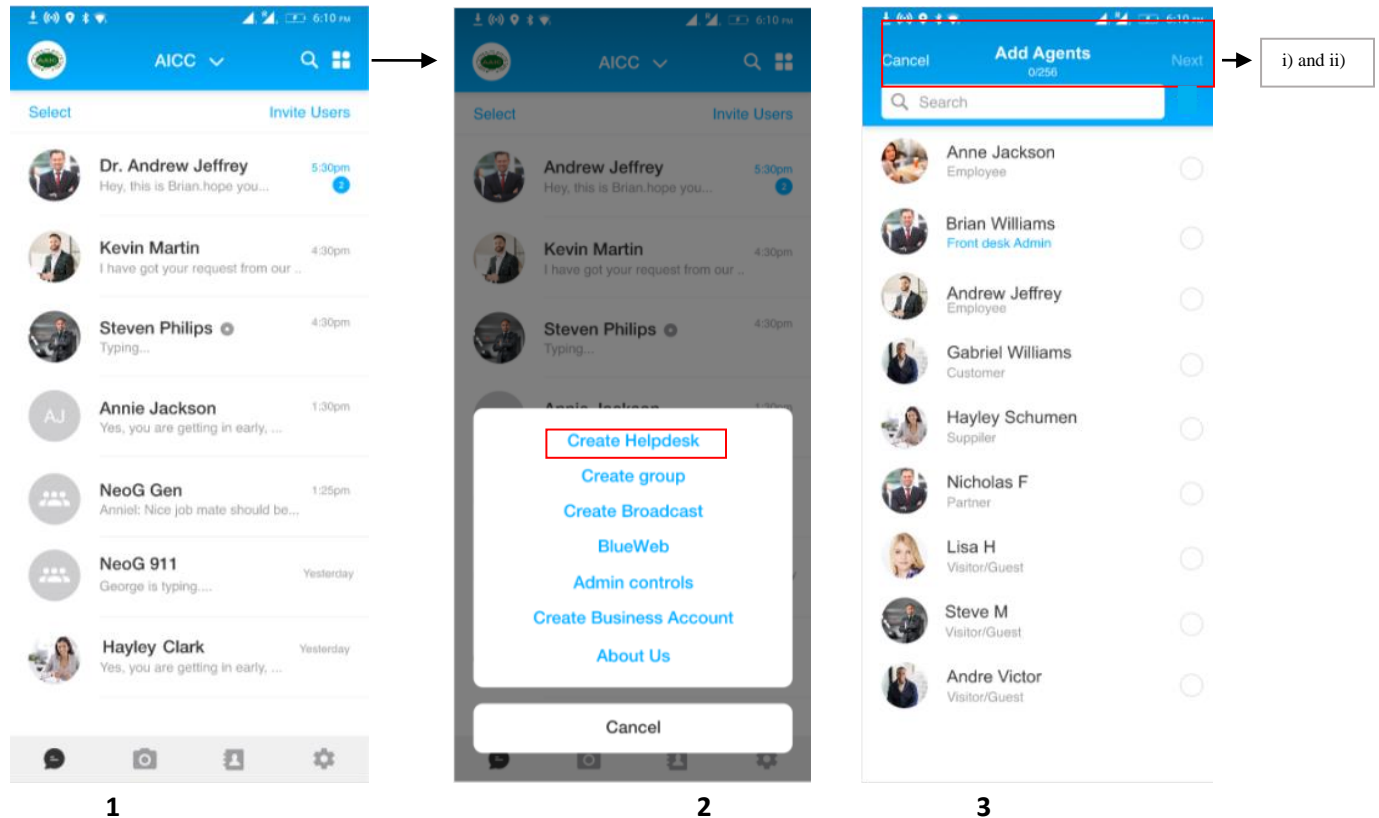 6:10 PM
AICC
Select
Invite Users
Dr. Andrew Jeffrey
5:30pm
Hey, this is Brian.hope you...
2
Kevin Martin
4:30pm
I have got your request from our ..
Steven Philips
4:30pm
Typing...
AJ
Annie Jackson
1:30pm
Yes, you are getting in early, ...
NeoG Gen
1:25pm
Anniel: Nice job mate should be...
NeoG 911
Yesterday
George is typing....
Hayley Clark
Yesterday
Yes, you are getting in early, ...
1
6:10 PM
AICC
Select
Invite Users
Andrew Jeffrey
5:30pm
Hey, this is Brian.hope you...
2
Kevin Martin
4:30pm
I have got your request from our ..
Steven Philips
4:30pm
Typing...
Annie Jackson
1:30pm
Create Helpdesk
Create group
Create Broadcast
BlueWeb
Admin controls
Create Business Account
About Us
Cancel
2
6:10 PM
Cancel
Add Agents
Next
0/256
i) and ii)
Search
Anne Jackson
Employee
Brian Williams
Front desk Admin
Andrew Jeffrey
Employee
Gabriel Williams
Customer
Hayley Schumen
Suppiler
Nicholas F
Partner
Lisa H
Visitor/Guest
Steve M
Visitor/Guest
Andre Victor
Visitor/Guest
3